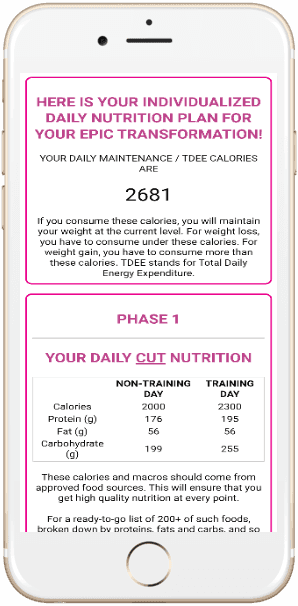 HERE IS YOUR INDIVIDUALIZED
DAILY NUTRITION PLAN FOR
YOUR EPIC TRANSFORMATION!
YOUR DAILY MAINTENANCE / TDEE CALORIES
ARE
2681
If you consume these calories, you will maintain
your weight at the current level. For weight loss,
you have to consume under these calories. For
weight gain, you have to consume more than
these calories. TDEE stands for Total Daily
Energy Expenditure.
PHASE 1
YOUR DAILY CUT NUTRITION
NON-TRAINING TRAINING
DAY DAY
Calories 2000 2300
Protein (g) 176 195
Fat (g) 56 56
Carbohydrate
(g) 199 255
These calories and macros should come from
approved food sources. This will ensure that you
get high quality nutrition at every point.
For a ready-to-go list of 200+ of such foods,
broken down by proteins, fats and carbs, and so